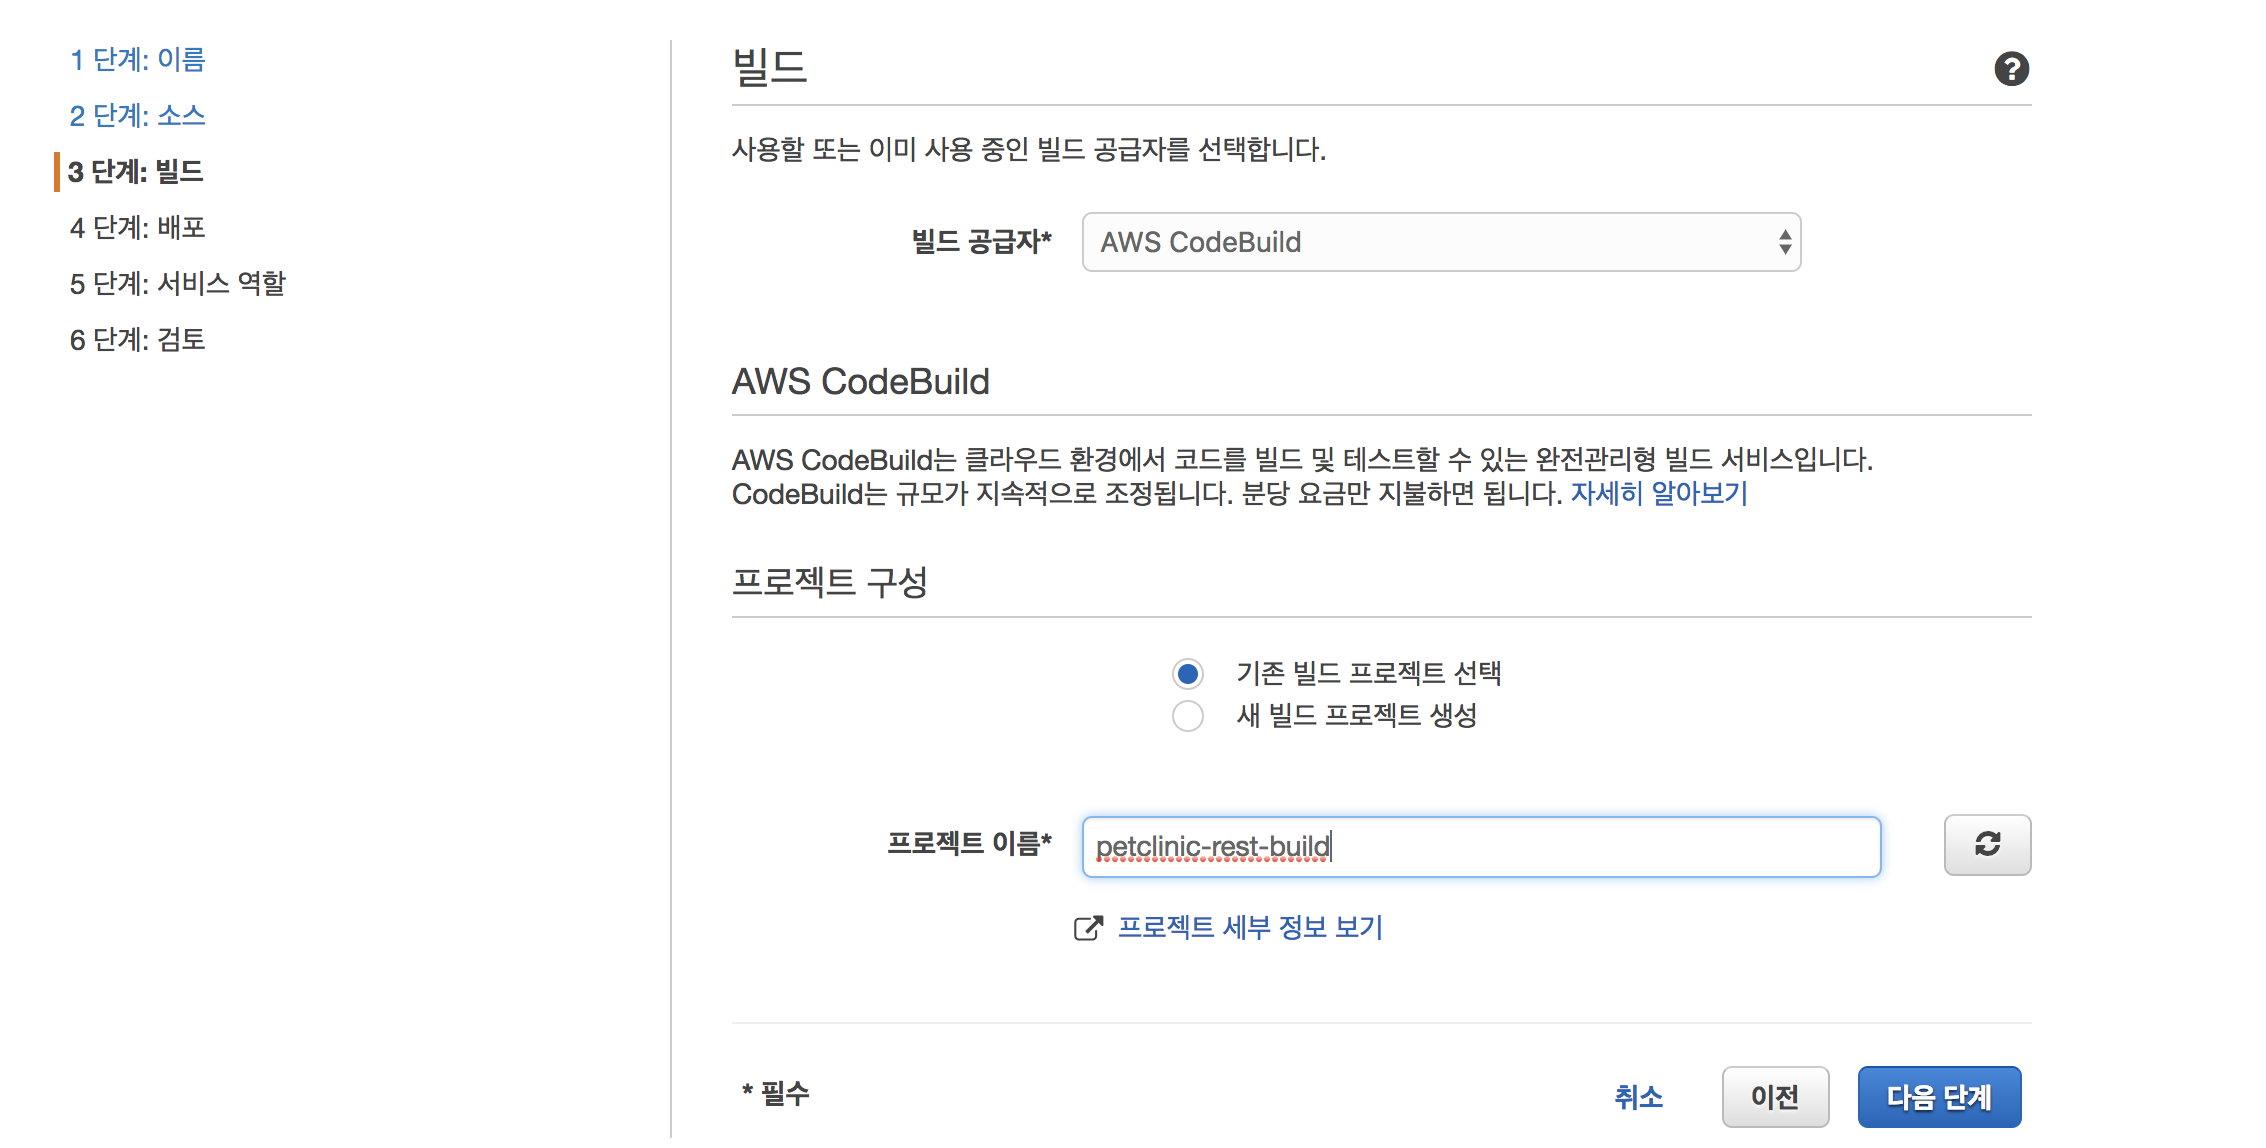 1 단계: 이름
2 단계: 소스
3 단계: 빌드
4 단계: 배포
5 단계: 서비스 역할
6 단계: 검토
빌드
사용할 또는 이미 사용 중인 빌드 공급자를 선택합니다.
빌드 공급자* AWS CodeBuild
AWS CodeBuild
AWS CodeBuild는 클라우드 환경에서 코드를 빌드 및 테스트할 수 있는 완전관리형 빌드 서비스입니다.
CodeBuild는 규모가 지속적으로 조정됩니다. 분당 요금만 지불하면 됩니다. 자세히 알아보기
프로젝트 구성
기존 빌드 프로젝트 선택
새 빌드 프로젝트 생성
프로젝트 이름* petclinic-rest-build
프로젝트 세부 정보 보기
* 필수 취소 이전 다음 단계